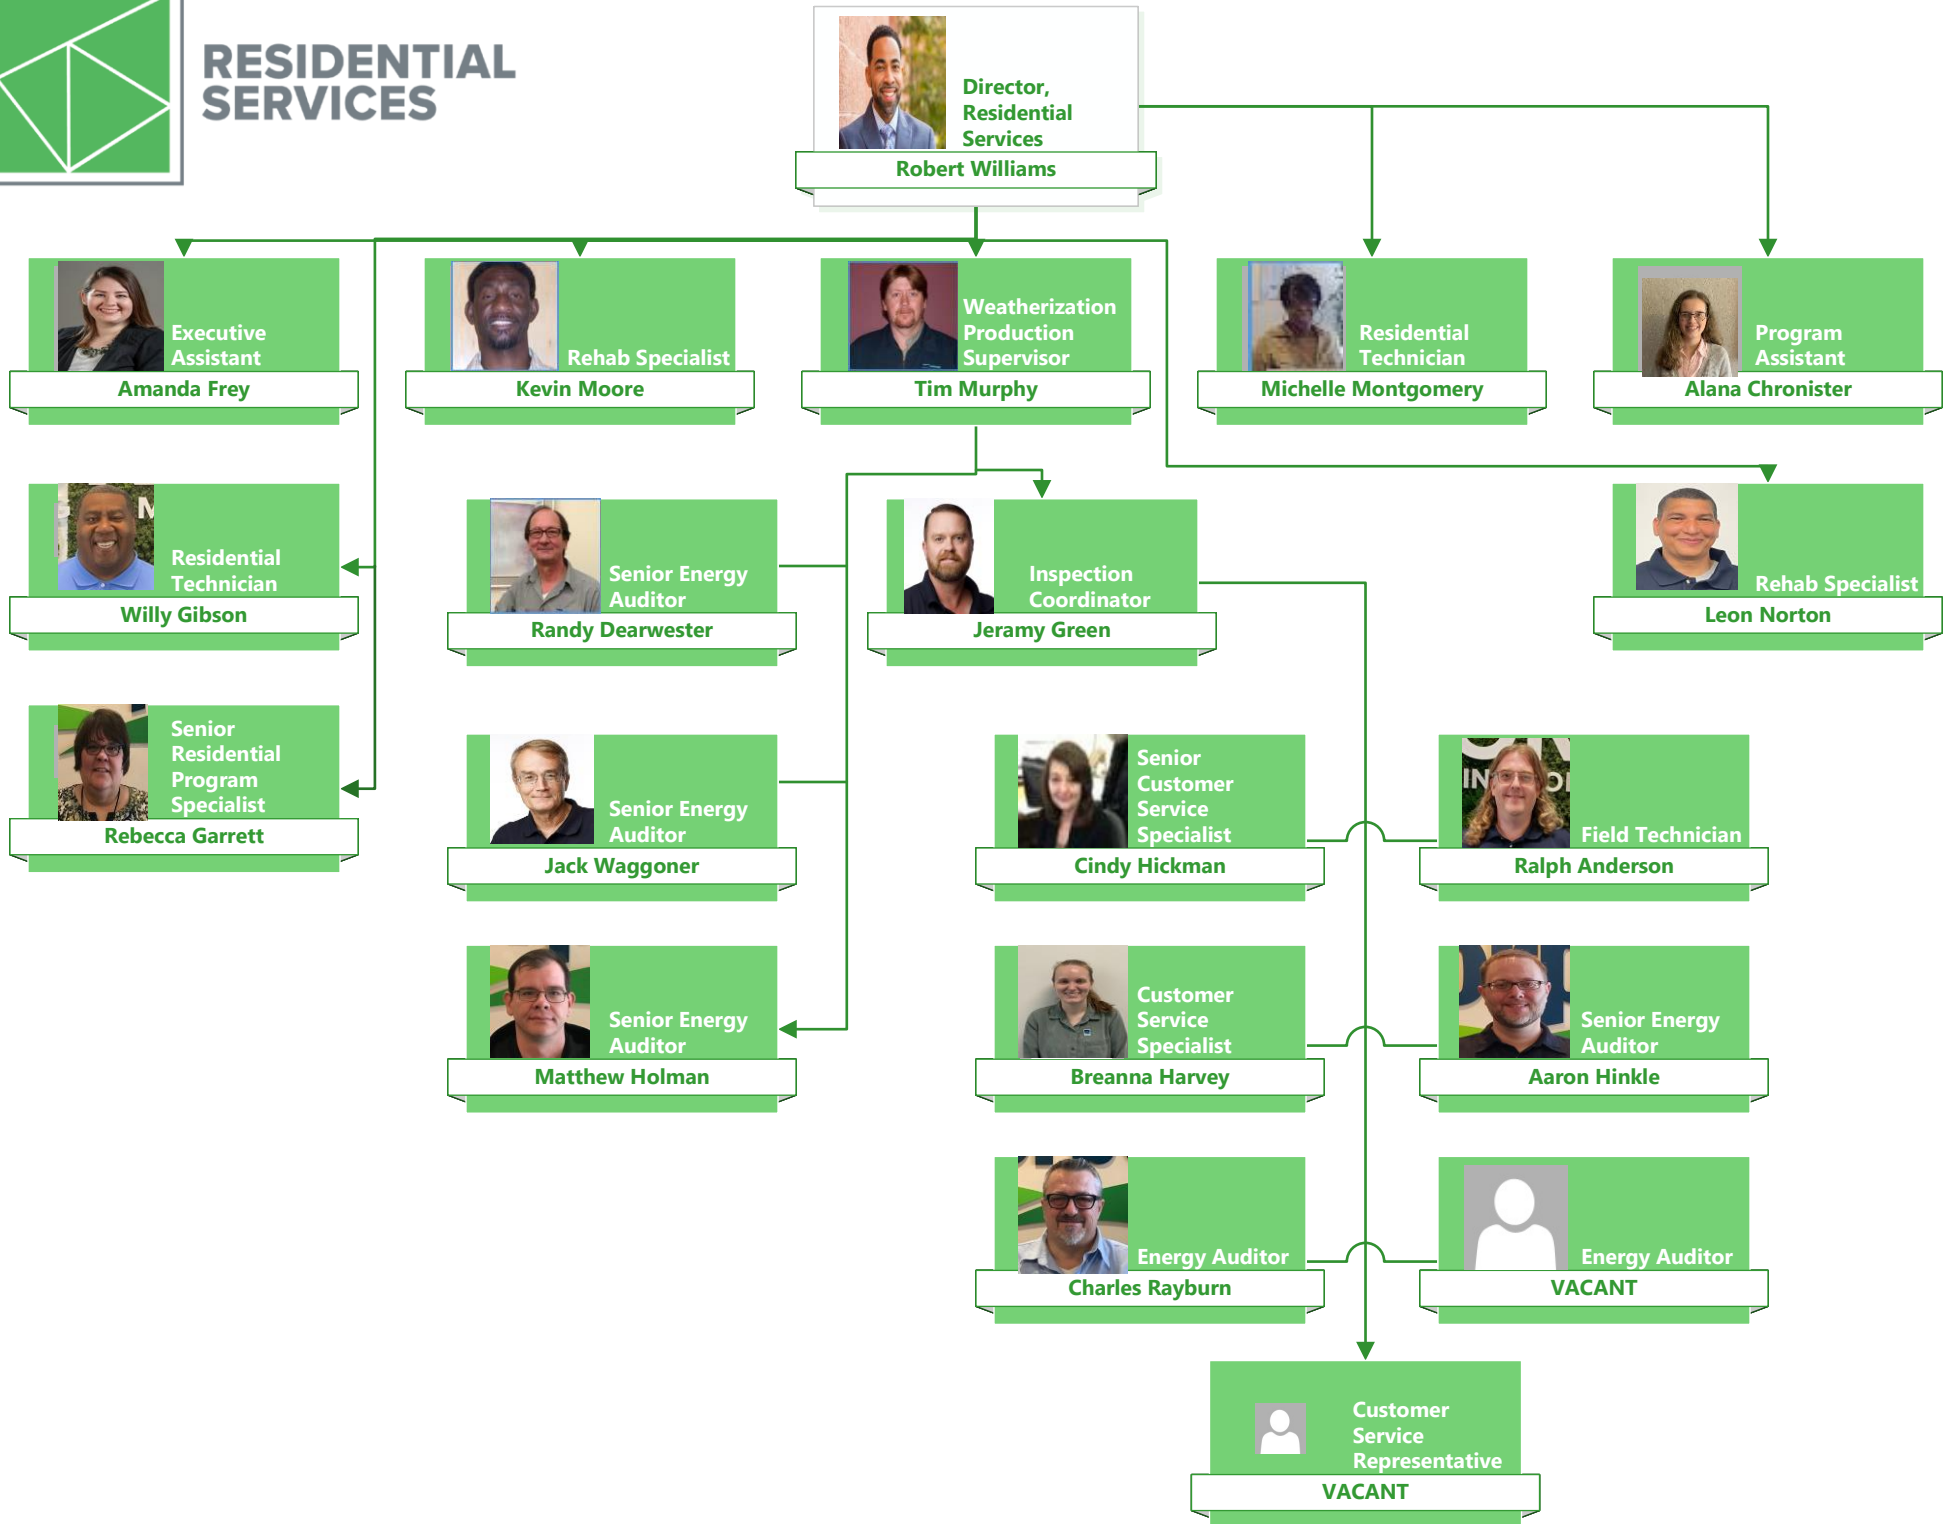 RESIDENTIAL
SERVICES
Director,
Residential
Services
Robert Williams
Executive
Assistant
Amanda Frey
Rehab Specialist
Kevin Moore
Weatherization
Production
Supervisor
Tim Murphy
Residential
Technician
Michelle Montgomery
Program
Assistant
Alana Chronister
Residential
Technician
Willy Gibson
Senior Energy
Auditor
Randy Dearwester
Inspection
Coordinator
Jeramy Green
Rehab Specialist
Leon Norton
Senior
Residential
Program
Specialist
Rebecca Garrett
Senior Energy
Auditor
Jack Waggoner
Senior
Customer
Service
Specialist
Cindy Hickman
Field Technician
Ralph Anderson
Senior Energy
Auditor
Matthew Holman
Customer
Service
Specialist
Breanna Harvey
Senior Energy
Auditor
Aaron Hinkle
Energy Auditor
Charles Rayburn
Energy Auditor
VACANT
Customer
Service
Representative
VACANT